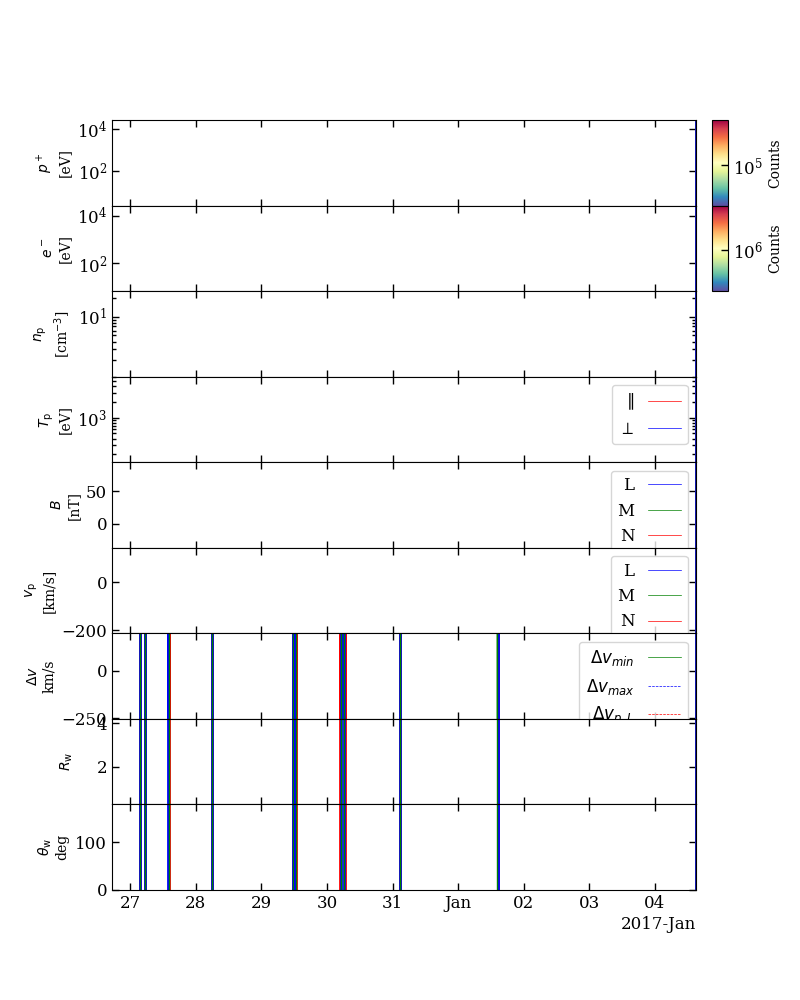 10^4
10^2
p^+
[eV]
10^5
Counts
10^4
10^2
e^-
[eV]
10^6
Counts
10^1
n_p
[cm^-3]
10^3
T_p
[eV]
∥
⊥
50
0
B
[nT]
L
M
N
0
−200
v_p
[km/s]
L
M
N
0
−250
Δv
km/s
Δv_min
Δv_max
Δv_p,L
4
2
R_w
100
0
θ_w
deg
27 28 29 30 31 Jan 02 03 04
2017-Jan